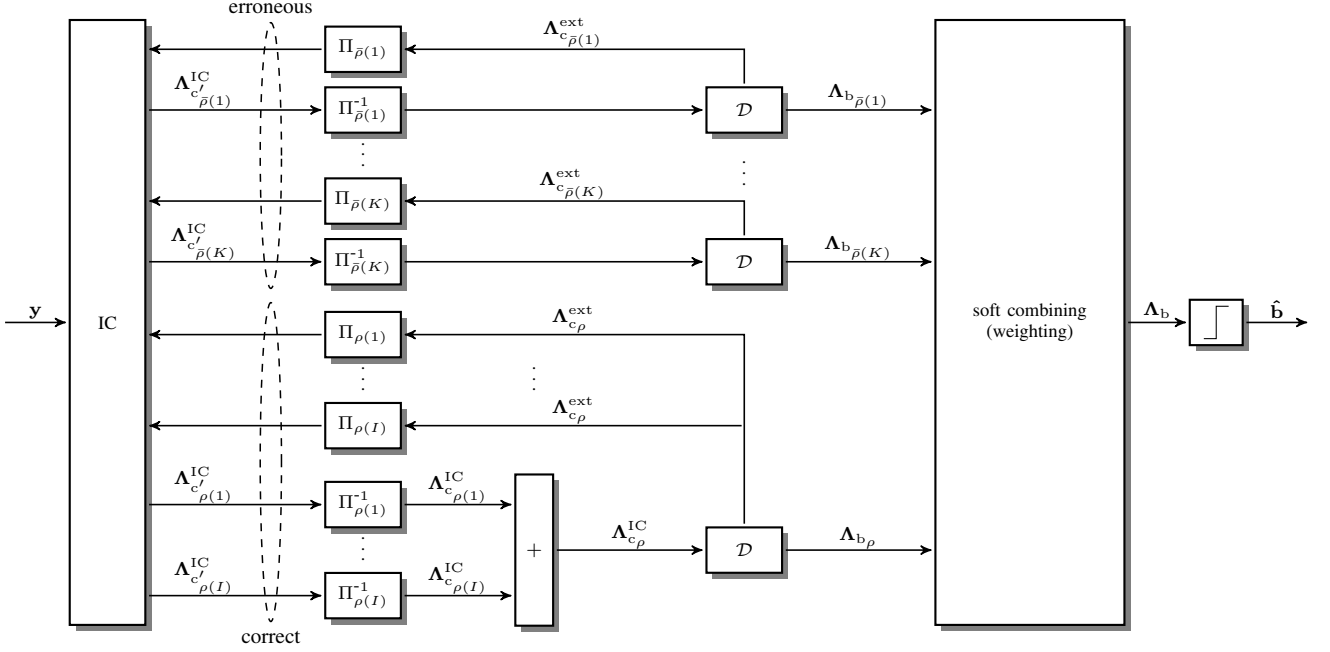 erroneous
Π_ρ̄(1)
Λ^ext_c_ρ̄(1)
Λ^IC_c′_ρ̄(1)
Π^-1_ρ̄(1)
𝒟
Λ_b_ρ̄(1)
Π_ρ̄(K)
Λ^ext_c_ρ̄(K)
Λ^IC_c′_ρ̄(K)
Π^-1_ρ̄(K)
𝒟
Λ_b_ρ̄(K)
y
IC
Π_ρ(1)
Λ^ext_c_ρ
soft combining
(weighting)
Λ_b
b̂
Π_ρ(I)
Λ^ext_c_ρ
Λ^IC_c′_ρ(1)
Π^-1_ρ(1)
Λ^IC_c_ρ(1)
+
Λ^IC_c_ρ
𝒟
Λ_b_ρ
Λ^IC_c′_ρ(I)
Π^-1_ρ(I)
Λ^IC_c_ρ(I)
correct